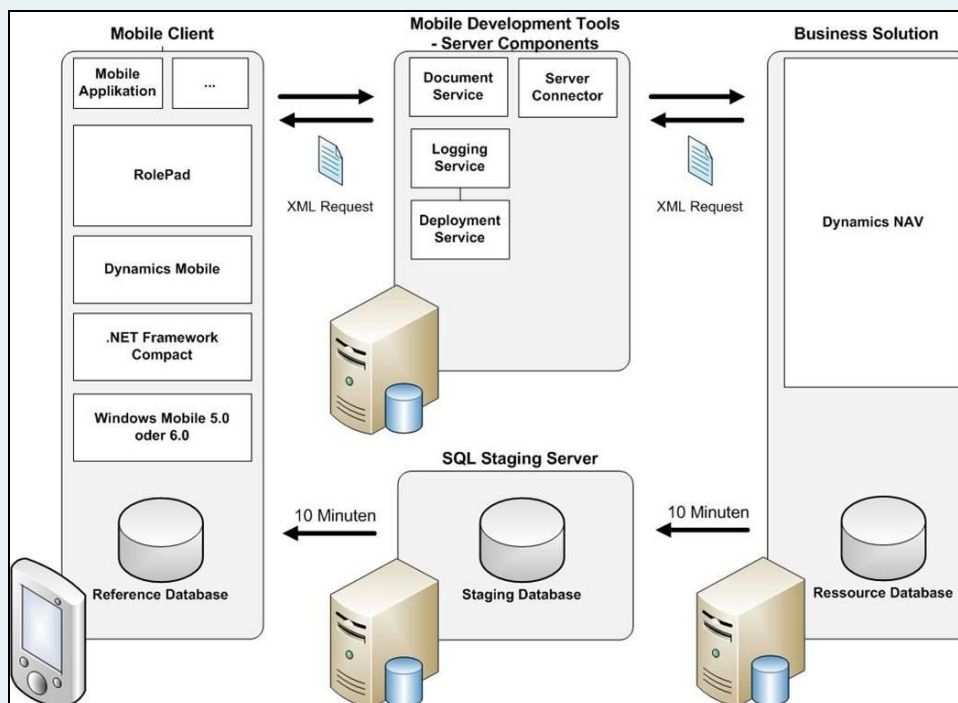 Mobile Client
Mobile
Applikation
...
RolePad
Dynamics Mobile
.NET Framework
Compact
Windows Mobile 5.0
oder 6.0
Reference Database
XML Request
Mobile Development Tools
- Server Components
Document
Service
Server
Connector
Logging
Service
Deployment
Service
XML Request
Business Solution
Dynamics NAV
Ressource Database
10 Minuten
SQL Staging Server
Staging Database
10 Minuten